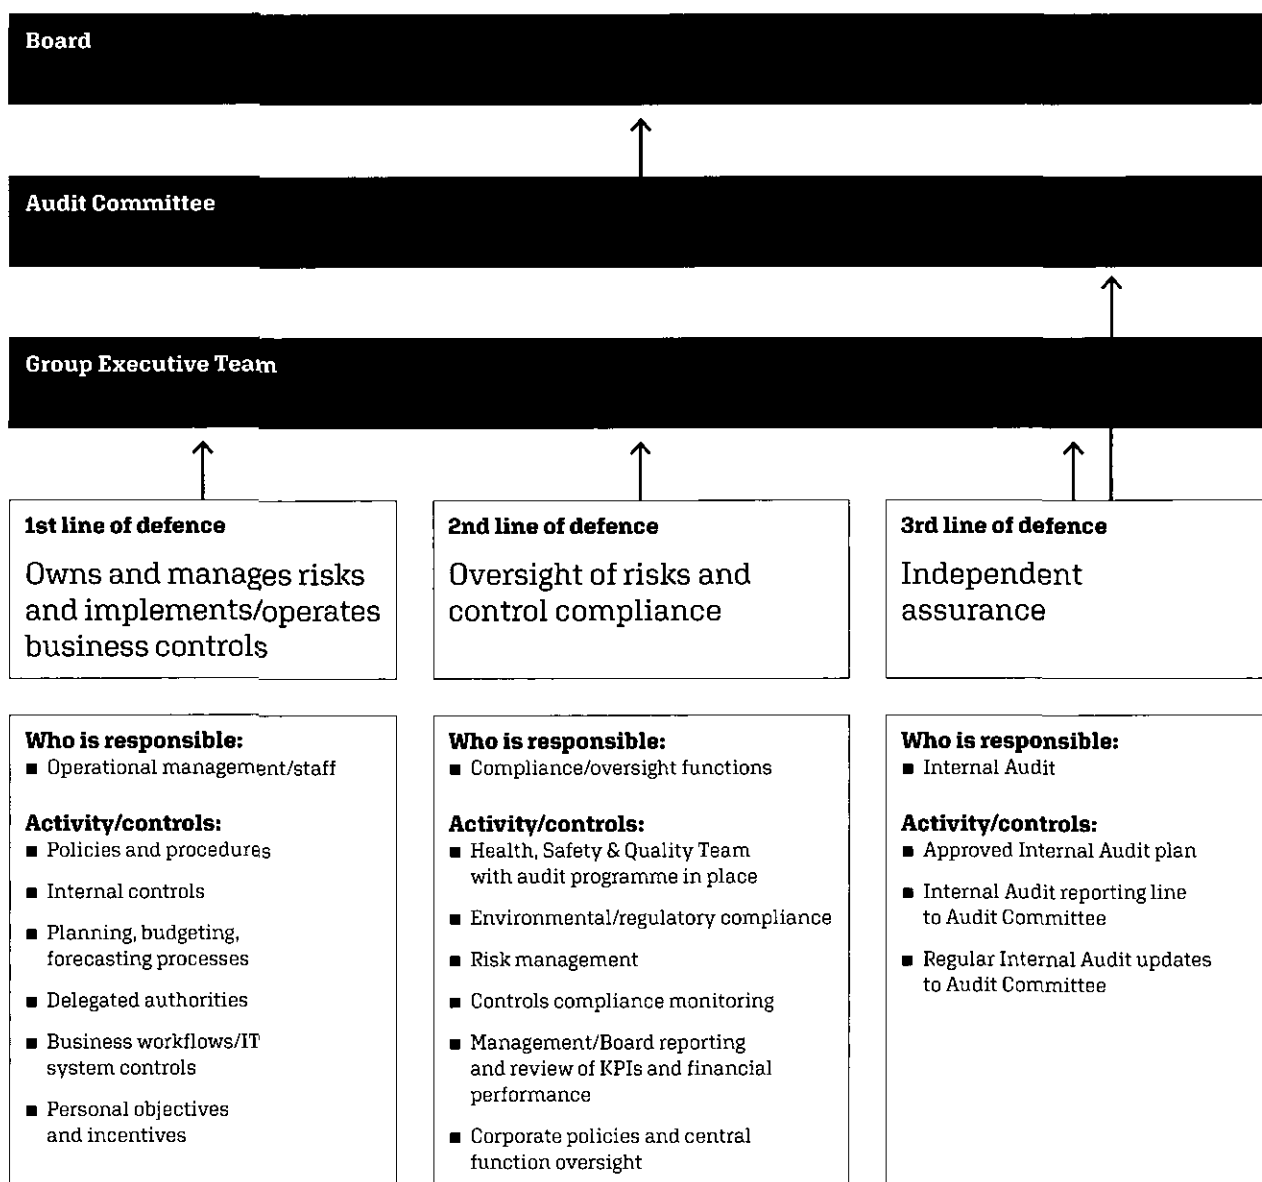 Board
Audit Committee
Group Executive Team
1st line of defence
Owns and manages risks
and implements/operates
business controls
2nd line of defence
Oversight of risks and
control compliance
3rd line of defence
Independent
assurance
Who is responsible:
■ Operational management/staff
Activity/controls:
■ Policies and procedures
■ Internal controls
■ Planning, budgeting,
forecasting processes
■ Delegated authorities
■ Business workflows/IT
system controls
■ Personal objectives
and incentives
Who is responsible:
■ Compliance/oversight functions
Activity/controls:
■ Health, Safety & Quality Team
with audit programme in place
■ Environmental/regulatory compliance
■ Risk management
■ Controls compliance monitoring
■ Management/Board reporting
and review of KPIs and financial
performance
■ Corporate policies and central
function oversight
Who is responsible:
■ Internal Audit
Activity/controls:
■ Approved Internal Audit plan
■ Internal Audit reporting line
to Audit Committee
■ Regular Internal Audit updates
to Audit Committee